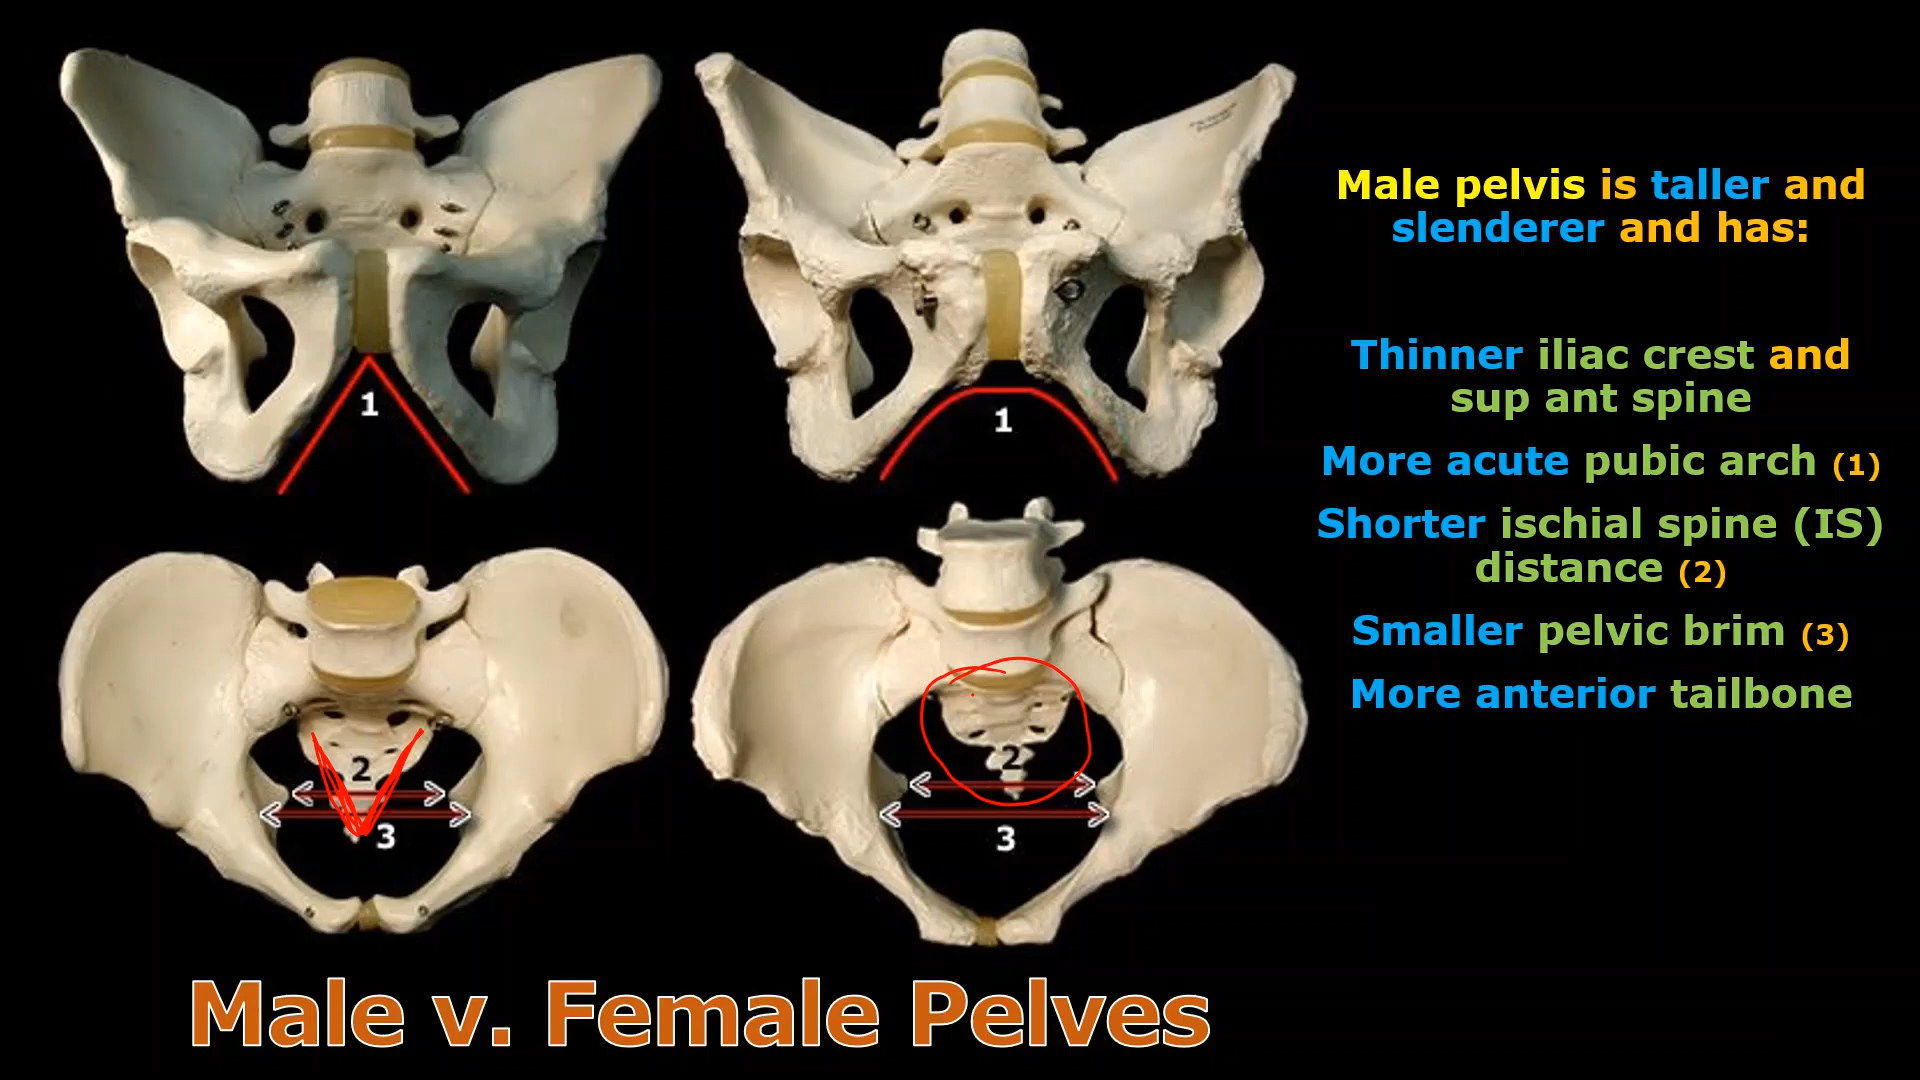 Male pelvis is taller and
slenderer and has:
Thinner iliac crest and
sup ant spine
More acute pubic arch (1)
Shorter ischial spine (IS)
distance (2)
Smaller pelvic brim (3)
More anterior tailbone
1
1
2
3
2
3
Male v. Female Pelves